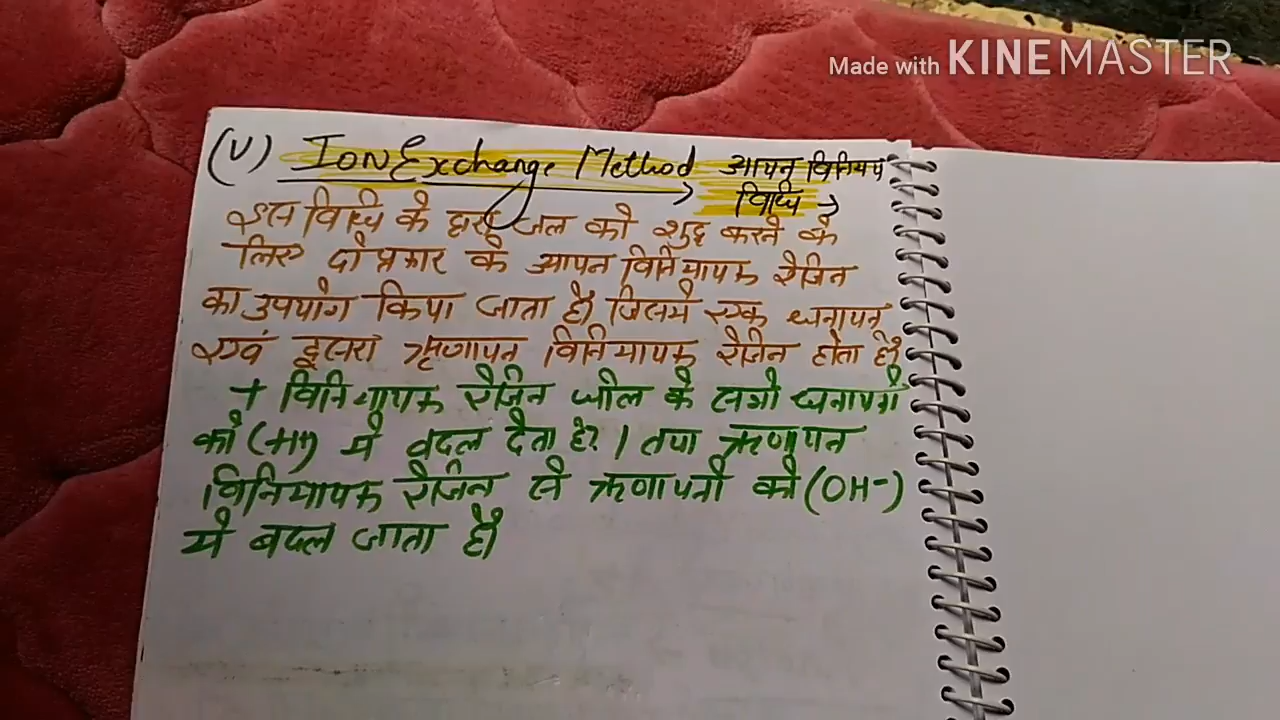 Made with KINEMASTER
(V) Ion Exchange Method आयन विनिमय
विधि →
इस विधि के द्वारा जल को शुद्ध करने के
लिए दो प्रकार के आयन विनिमायक रेजिन
का उपयोग किया जाता है। जिसमे एक धनायन
एवं दूसरा ऋणायन विनिमायक रेजिन होता है।
+ विनिमायक रेजिन घोल के सभी धनायनो
को (+H) मे बदल देता है? । तथा ऋणायन
विनिमायक रेजिन से ऋणायनो को (OH-)
मे बदल जाता है।